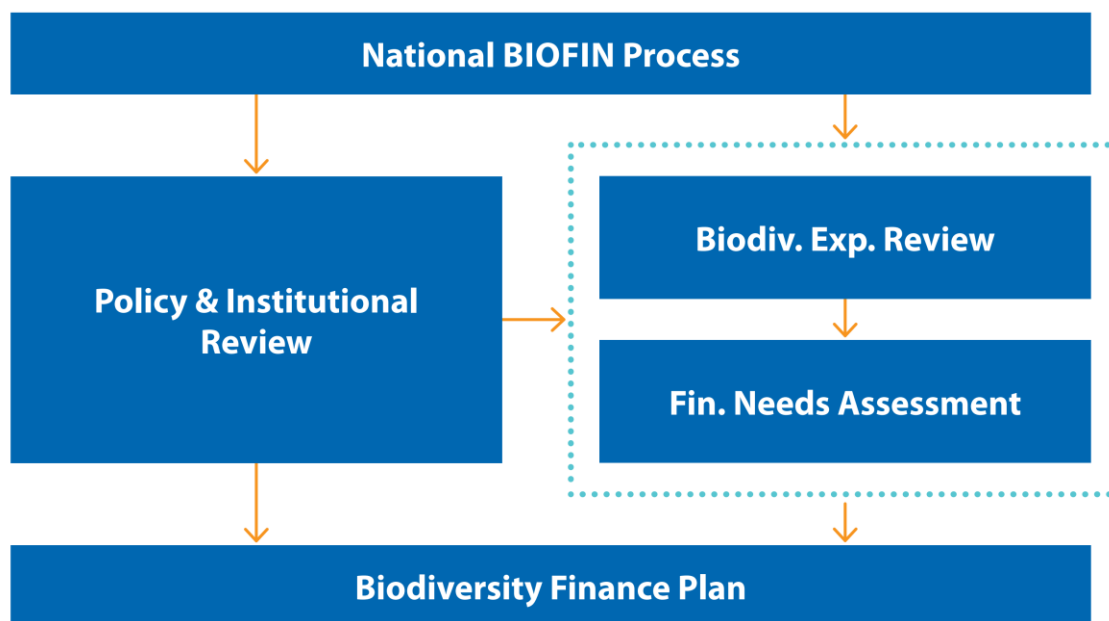 National BIOFIN Process
Policy & Institutional
Review
Biodiv. Exp. Review
Fin. Needs Assessment
Biodiversity Finance Plan